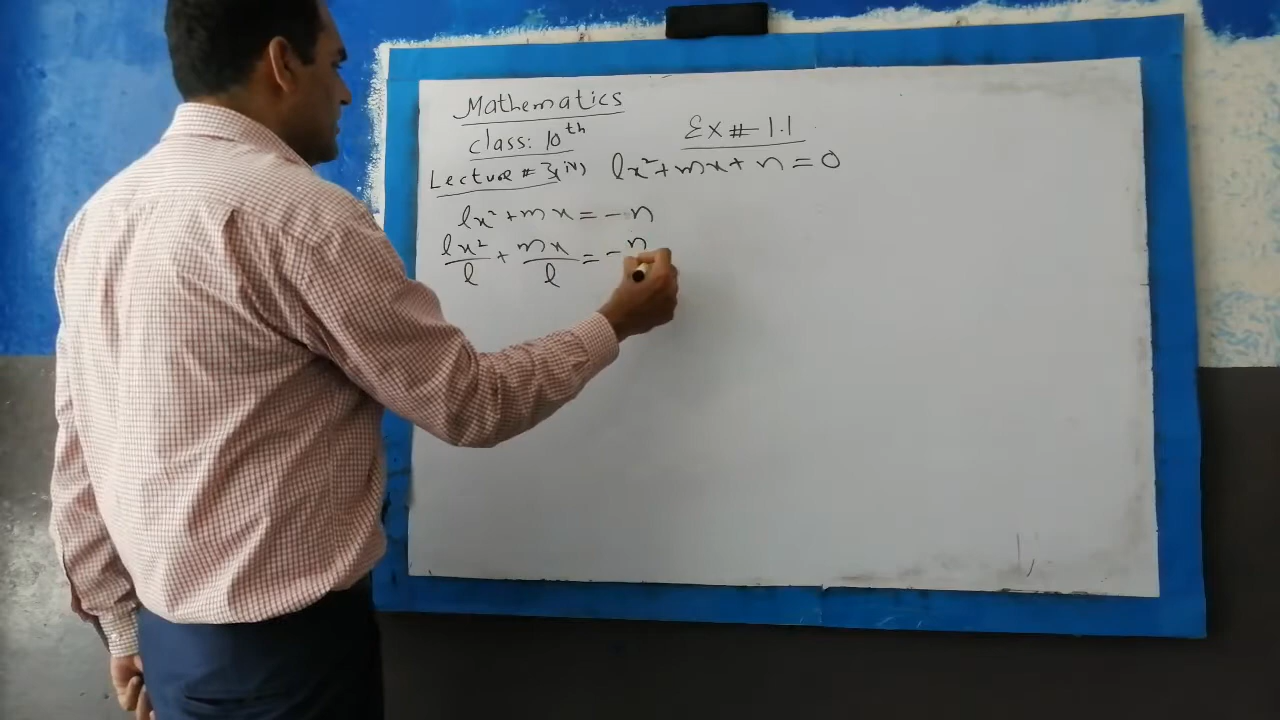 Mathematics
class: 10th
Ex # 1.1
Lecture # 3(iv)
lx² + mx + n = 0
lx² + mx = - n
lx²/l + mx/l = - n